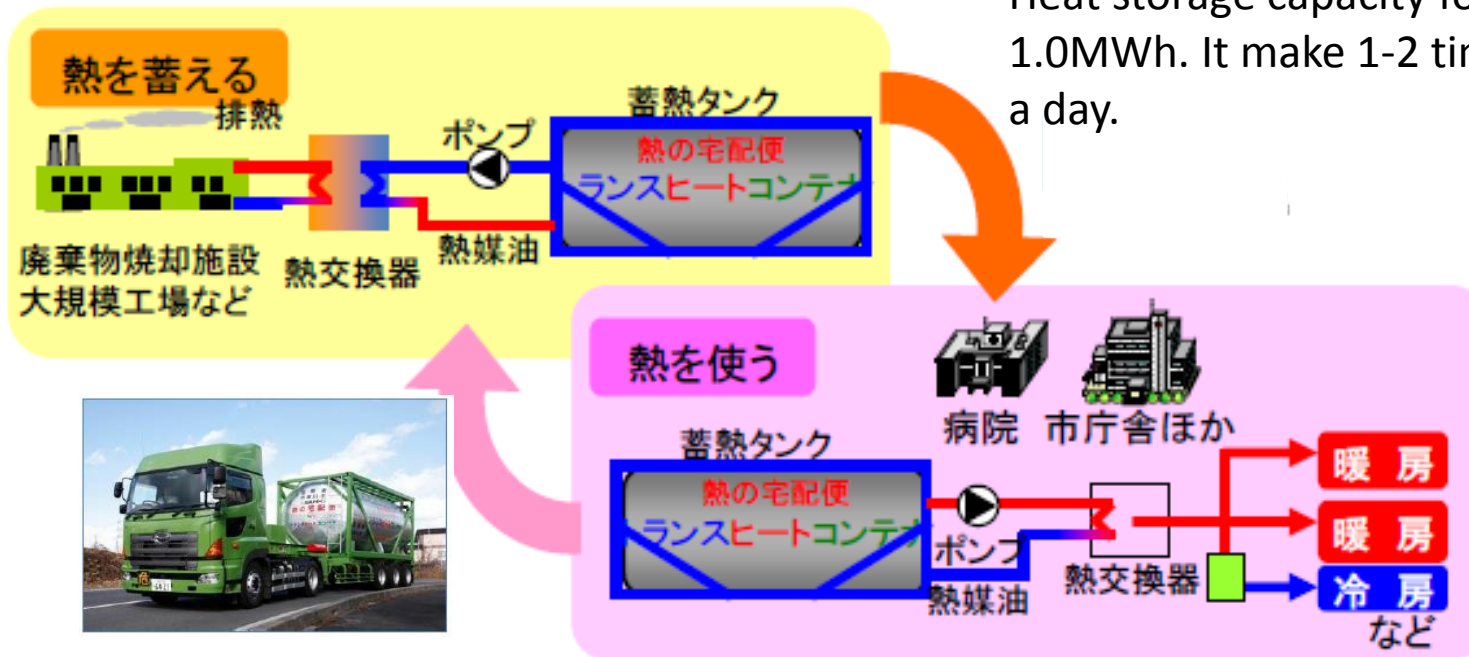 Heat storage capacity
1.0MWh. It make 1-2
a day.
熱を蓄える
排熱
ポンプ
蓄熱タンク
熱の宅配便
ランスヒートコンテナ
廃棄物焼却施設
大規模工場など
熱交換器
熱媒油
熱を使う
病院
市庁舎ほか
蓄熱タンク
熱の宅配便
ランスヒートコンテナ
ポンプ
熱媒油
熱交換器
暖 房
暖 房
冷 房
など
熱の宅配便